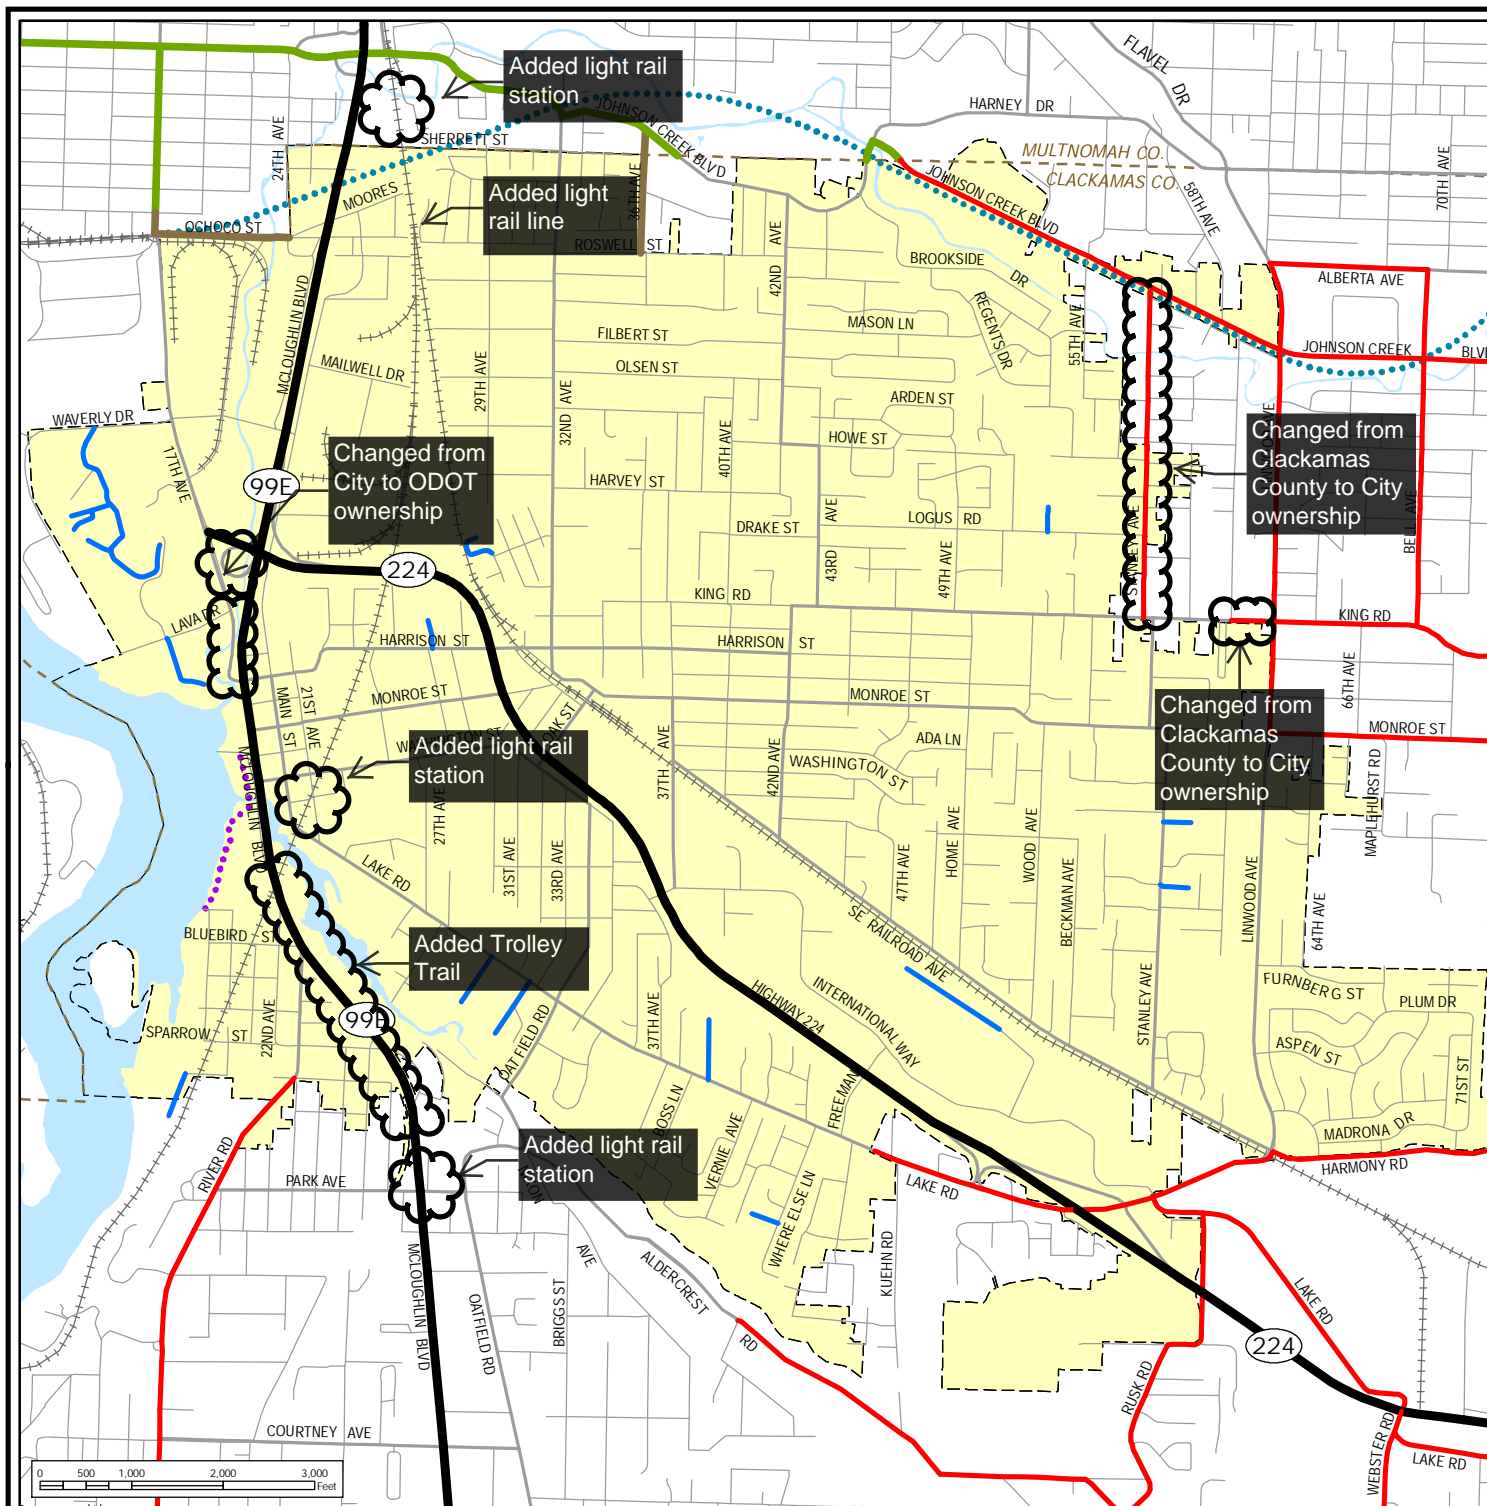 FLAVEL DR
Added light rail
station
HARNEY DR
JOHNSON CREEK BLVD
24TH AVE
SHERRETT ST
MULTNOMAH CO.
CLACKAMAS CO.
70TH AVE
58TH AVE
JOHNSON CREEK BLVD
MOORES
Added light
rail line
36TH AVE
OCHOCO ST
ROSWELL ST
42ND AVE
BROOKSIDE DR
ALBERTA AVE
MCLOUGHLIN BLVD
REGENTS DR
55TH AVE
FILBERT ST
MASON LN
JOHNSON CREEK
OLSEN ST
MAILWELL DR
29TH AVE
32ND AVE
ARDEN ST
WAVERLY DR
HOWE ST
40TH AVE
Changed from
Clackamas
County to City
ownership
17TH AVE
Changed from
City to ODOT
ownership
99E
HARVEY ST
DRAKE ST
LOGUS RD
43RD AVE
49TH AVE
STANLEY AVE
BELL AVE
224
KING RD
KING RD
LAVA DR
HARRISON ST
HARRISON ST
66TH AVE
MONROE ST
MONROE ST
MAIN ST
21ST AVE
OAK ST
Changed from
Clackamas
County to City
ownership
MONROE ST
Added light rail
station
ADA LN
WASHINGTON ST
37TH AVE
42ND AVE
MAPLEHURST RD
MCLOUGHLIN BLVD
27TH AVE
31ST AVE
33RD AVE
LAKE RD
47TH AVE
HOME AVE
WOOD AVE
BECKMAN AVE
LINWOOD AVE
64TH AVE
BLUEBIRD ST
Added Trolley
Trail
SE RAILROAD AVE
FURNBERG ST
PLUM DR
HIGHWAY 224
INTERNATIONAL WAY
STANLEY AVE
99E
SPARROW ST
22ND AVE
OATFIELD RD
37TH AVE
ASPEN ST
71ST ST
BOSS LN
VERNIE AVE
FREEMAN
MADRONA DR
HARMONY RD
RIVER RD
Added light rail
station
PARK AVE
LAKE RD
WHERE ELSE LN
KUEHN RD
MCLOUGHLIN BLVD
OATFIELD RD
BRIGGS ST
AVE
ALDERCREST RD
LAKE RD
224
RUSK RD
COURTNEY AVE
WEBSTER RD
LAKE RD
0 500 1,000 2,000 3,000
Feet